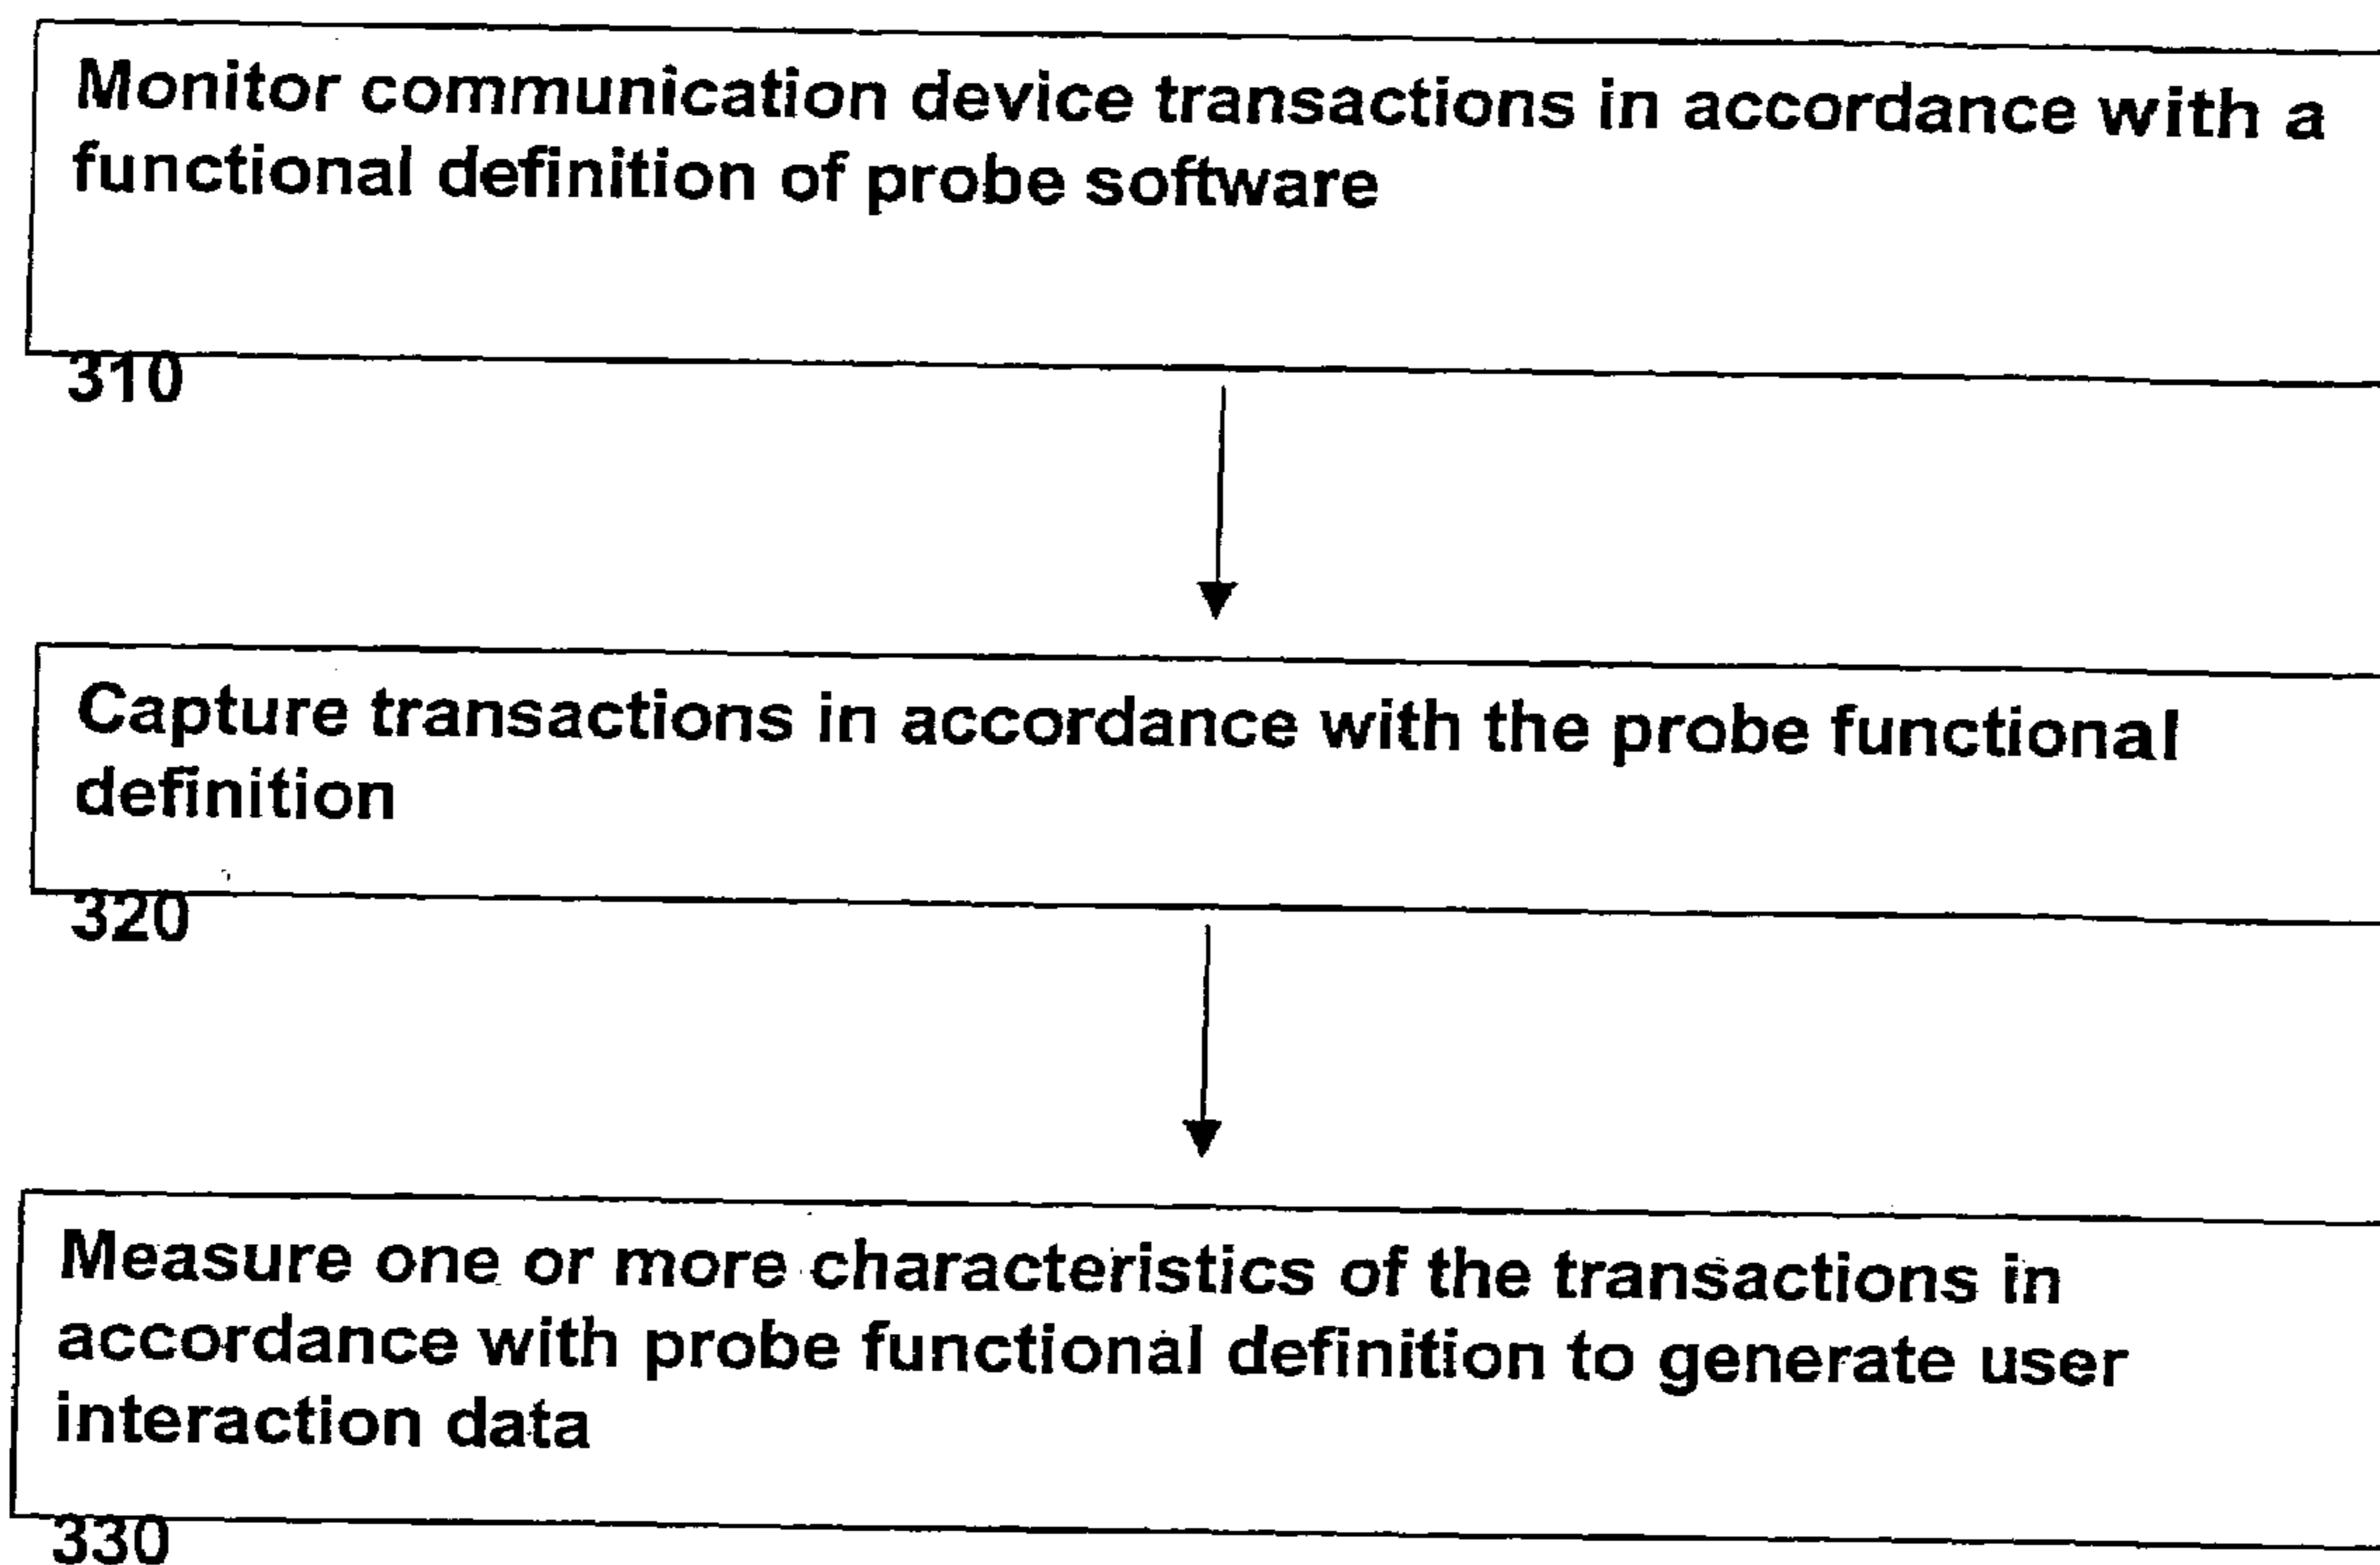 Monitor communication device transactions in accordance with a
functional definition of probe software
310
Capture transactions in accordance with the probe functional
definition
320
Measure one or more characteristics of the transactions in
accordance with probe functional definition to generate user
interaction data
330